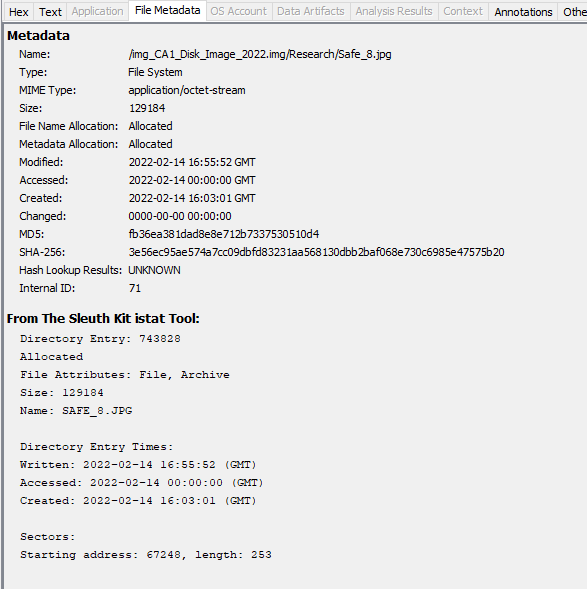 Hex Text Application File Metadata OS Account Data Artifacts Analysis Results Context Annotations Othe
Metadata
Name: /img_CA1_Disk_Image_2022.img/Research/Safe_8.jpg
Type: File System
MIME Type: application/octet-stream
Size: 129184
File Name Allocation: Allocated
Metadata Allocation: Allocated
Modified: 2022-02-14 16:55:52 GMT
Accessed: 2022-02-14 00:00:00 GMT
Created: 2022-02-14 16:03:01 GMT
Changed: 0000-00-00 00:00:00
MD5: fb36ea381dad8e8e712b7337530510d4
SHA-256: 3e56ec95ae574a7cc09dbfd83231aa568130dbb2baf068e730c6985e47575b20
Hash Lookup Results: UNKNOWN
Internal ID: 71
From The Sleuth Kit istat Tool:
Directory Entry: 743828
Allocated
File Attributes: File, Archive
Size: 129184
Name: SAFE_8.JPG
Directory Entry Times:
Written: 2022-02-14 16:55:52 (GMT)
Accessed: 2022-02-14 00:00:00 (GMT)
Created: 2022-02-14 16:03:01 (GMT)
Sectors:
Starting address: 67248, length: 253